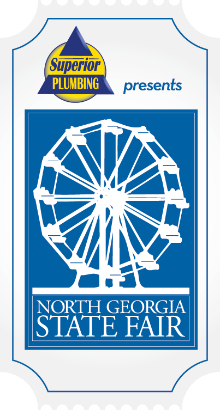 Superior
PLUMBING
presents
NORTH GEORGIA
STATE FAIR